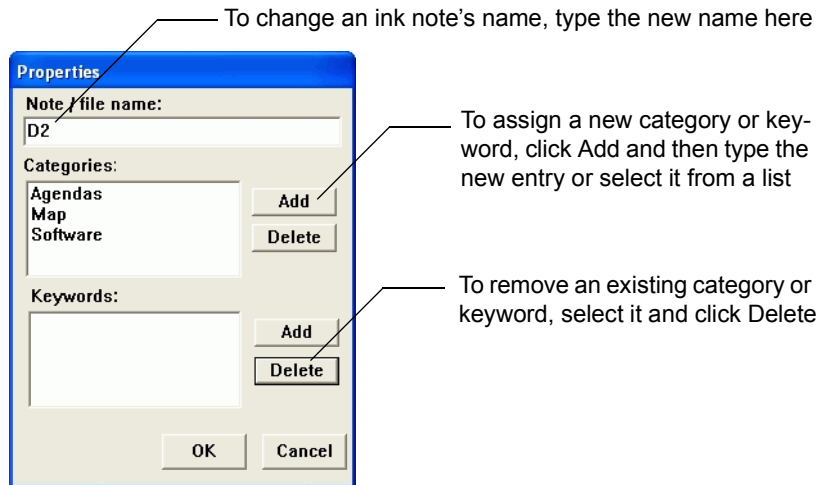 To change an ink note's name, type the new name here
Properties
Note / file name:
D2
To assign a new category or key-
word, click Add and then type the
new entry or select it from a list
Categories:
Agendas
Map
Software
Add
Delete
To remove an existing category or
keyword, select it and click Delete
Keywords:
Add
Delete
OK
Cancel